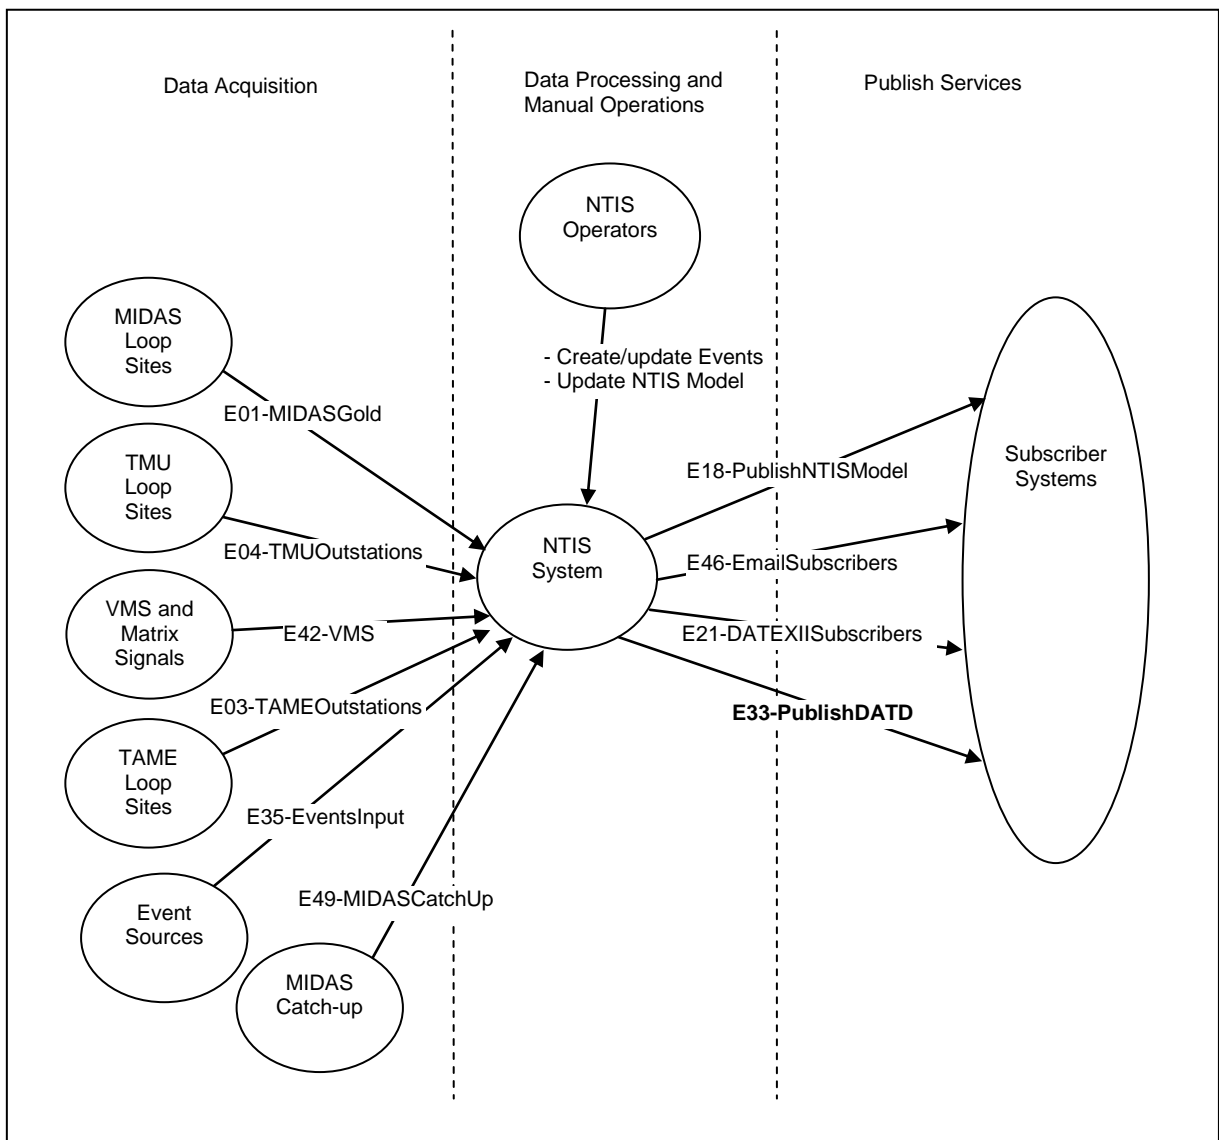 Data Acquisition
Data Processing and
Manual Operations
Publish Services
NTIS
Operators
- Create/update Events
- Update NTIS Model
MIDAS
Loop
Sites
E01-MIDASGold
TMU
Loop
Sites
E04-TMUOutstations
VMS and
Matrix
Signals
E42-VMS
E03-TAMEOutstations
TAME
Loop
Sites
E35-EventsInput
Event
Sources
E49-MIDASCatchUp
MIDAS
Catch-up
NTIS
System
E18-PublishNTISModel
E46-EmailSubscribers
E21-DATEXIISubscribers
E33-PublishDATD
Subscriber
Systems